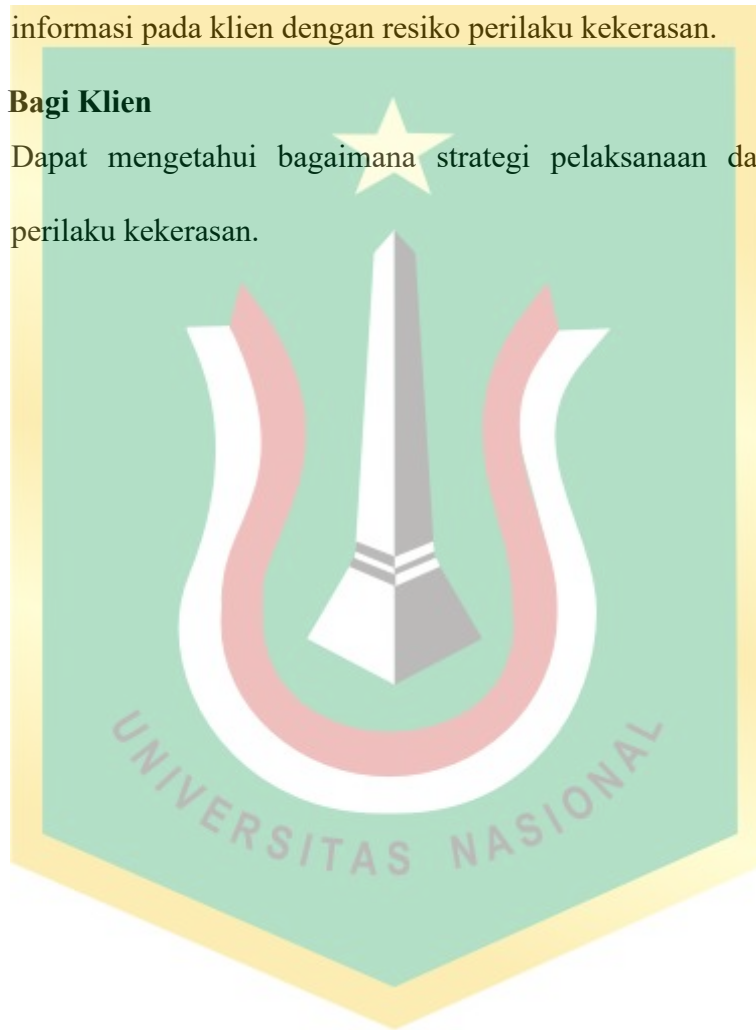 informasi pada klien dengan resiko perilaku kekerasan.
Bagi Klien
Dapat mengetahui bagaimana strategi pelaksanaan da
perilaku kekerasan.
UNIVERSITAS NASIONAL